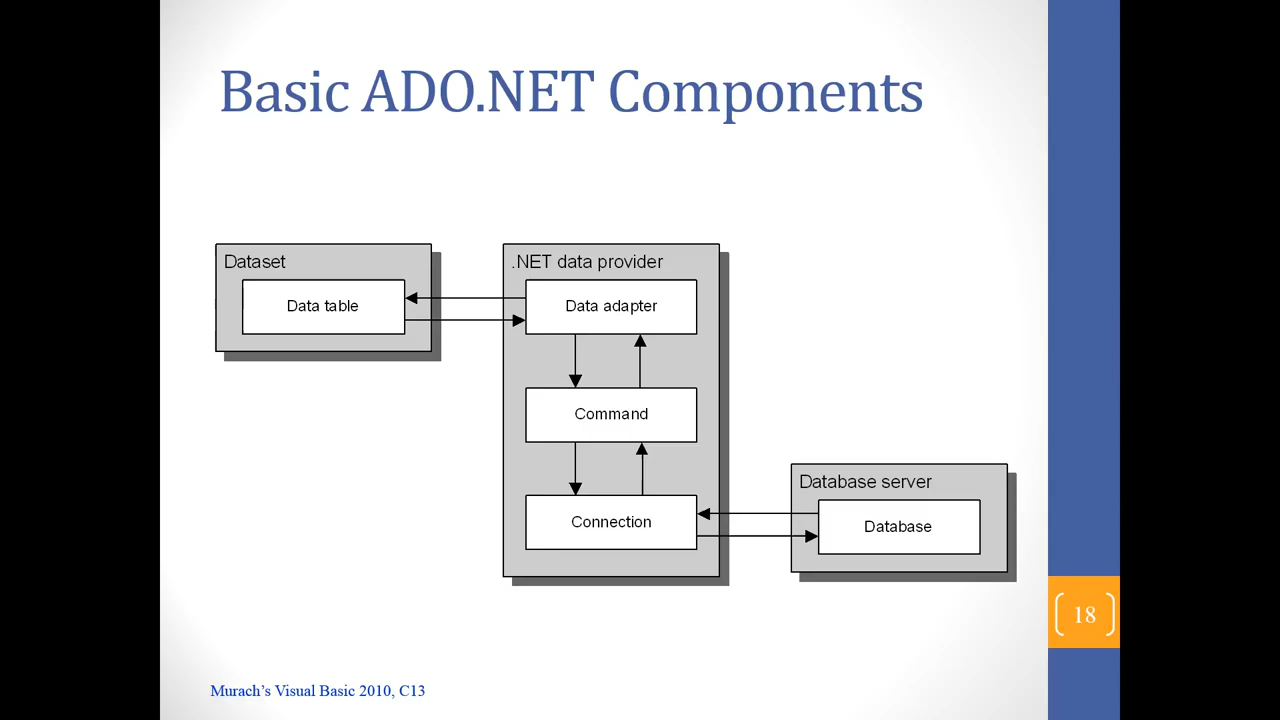 Basic ADO.NET Components
Dataset
Data table
.NET data provider
Data adapter
Command
Connection
Database server
Database
18
Murach’s Visual Basic 2010, C13